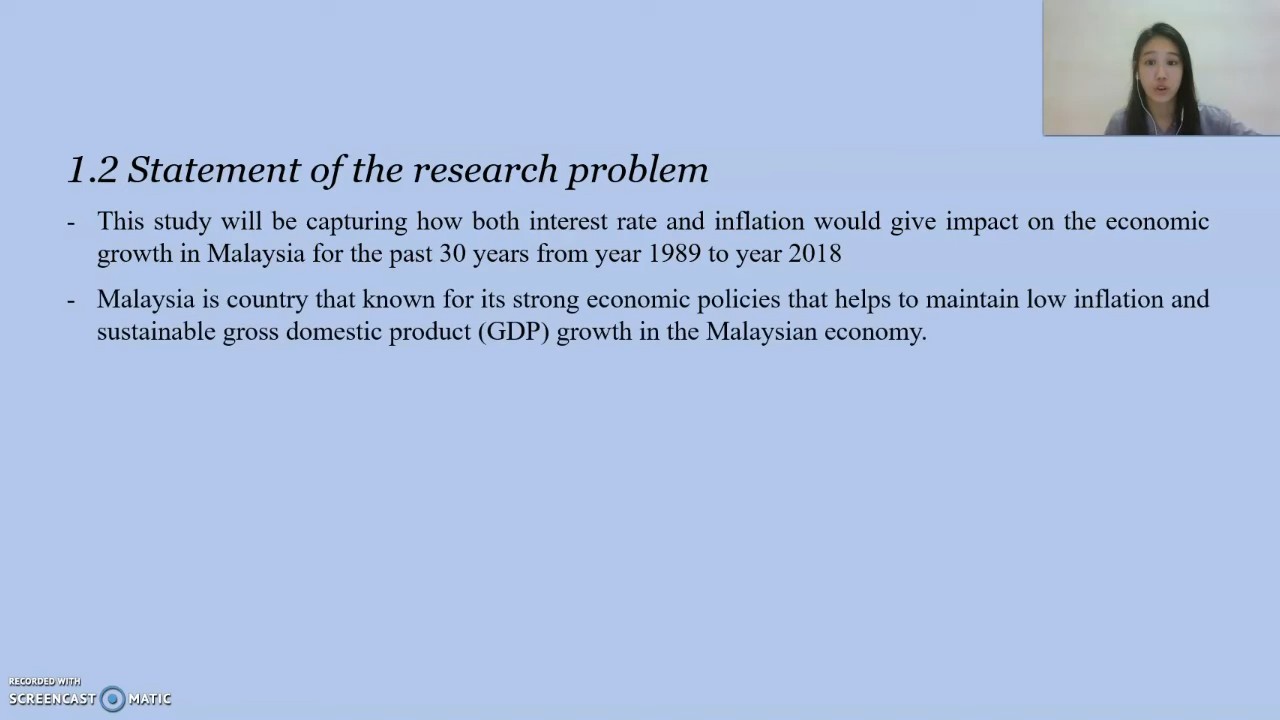 1.2 Statement of the research problem
- This study will be capturing how both interest rate and inflation would give impact on the economic
growth in Malaysia for the past 30 years from year 1989 to year 2018
- Malaysia is country that known for its strong economic policies that helps to maintain low inflation and
sustainable gross domestic product (GDP) growth in the Malaysian economy.
RECORDED WITH
SCREENCAST MATIC